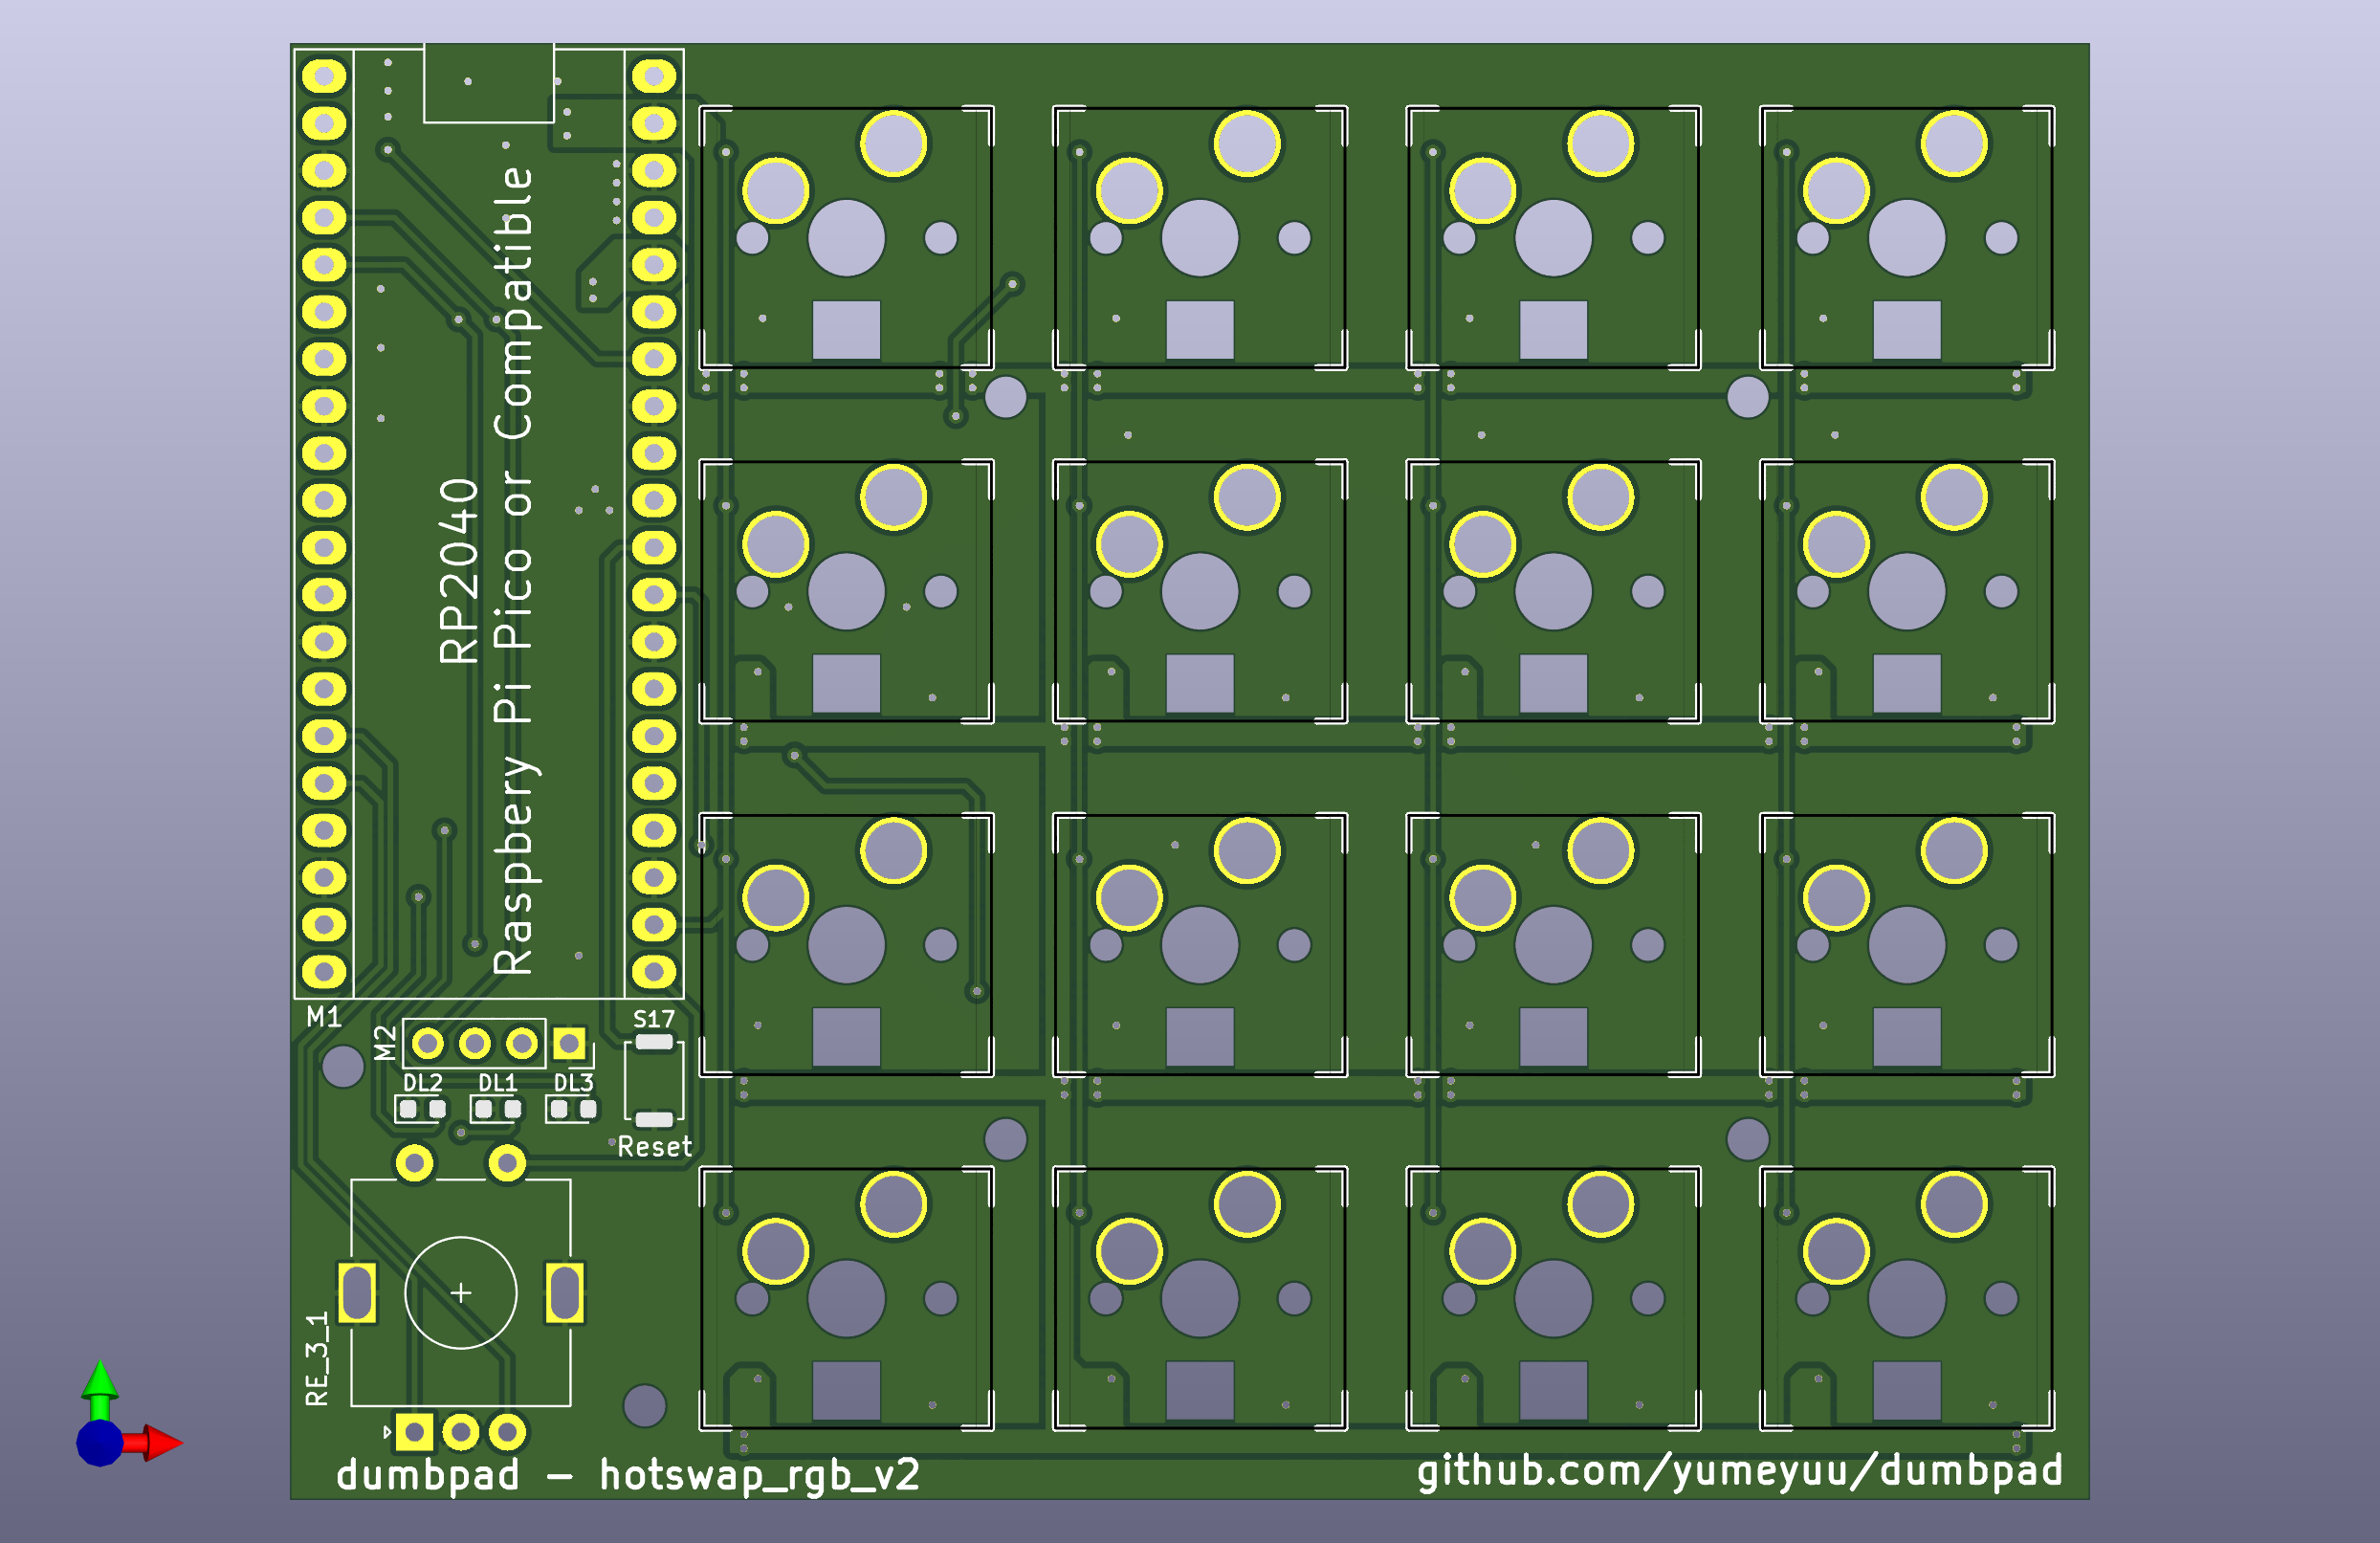 RP2040
Raspberry Pi Pico or Compatible
M1
M2
S17
DL2
DL1
DL3
Reset
RE_3_1
dumbpad - hotswap_rgb_v2
github.com/yumeyuu/dumbpad